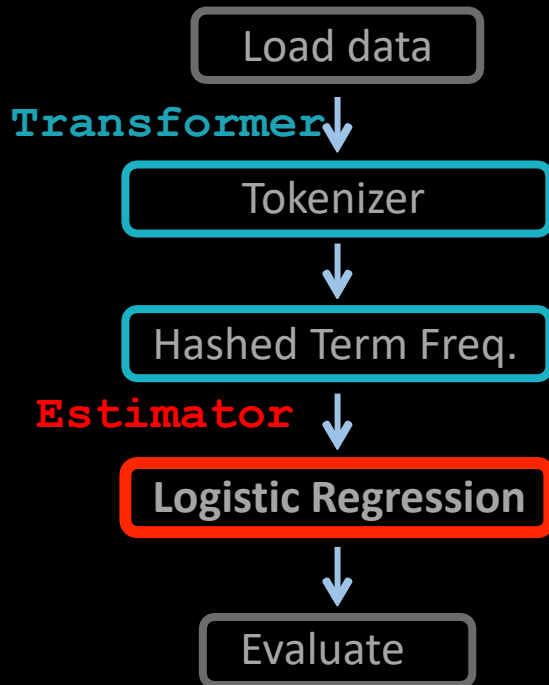 Load data
Transformer
Tokenizer
Hashed Term Freq.
Estimator
Logistic Regression
Evaluate